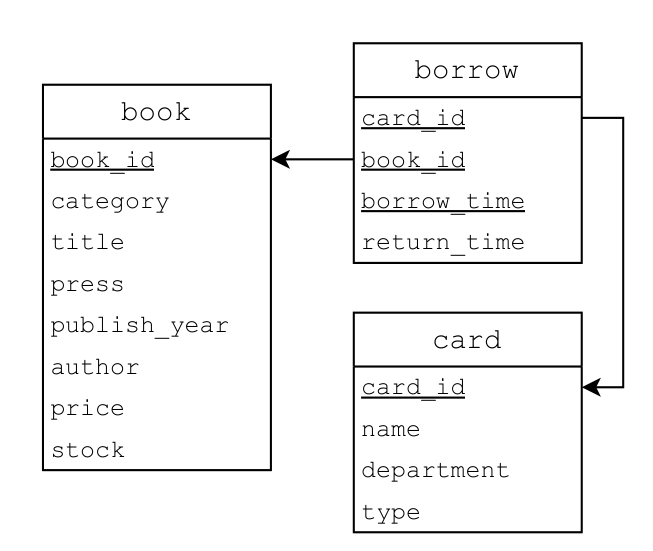 book
book_id
category
title
press
publish_year
author
price
stock
borrow
card_id
book_id
borrow_time
return_time
card
card_id
name
department
type